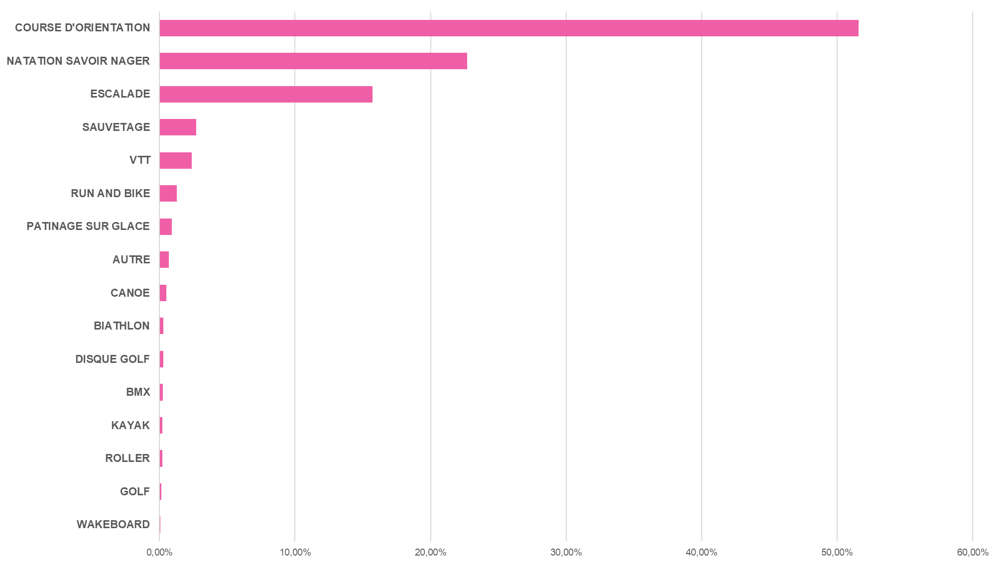 COURSE D'ORIENTATION
NATATION SAVOIR NAGER
ESCALADE
SAUVETAGE
VTT
RUN AND BIKE
PATINAGE SUR GLACE
AUTRE
CANOE
BIATHLON
DISQUE GOLF
BMX
KAYAK
ROLLER
GOLF
WAKEBOARD
0,00% 10,00% 20,00% 30,00% 40,00% 50,00% 60,00%